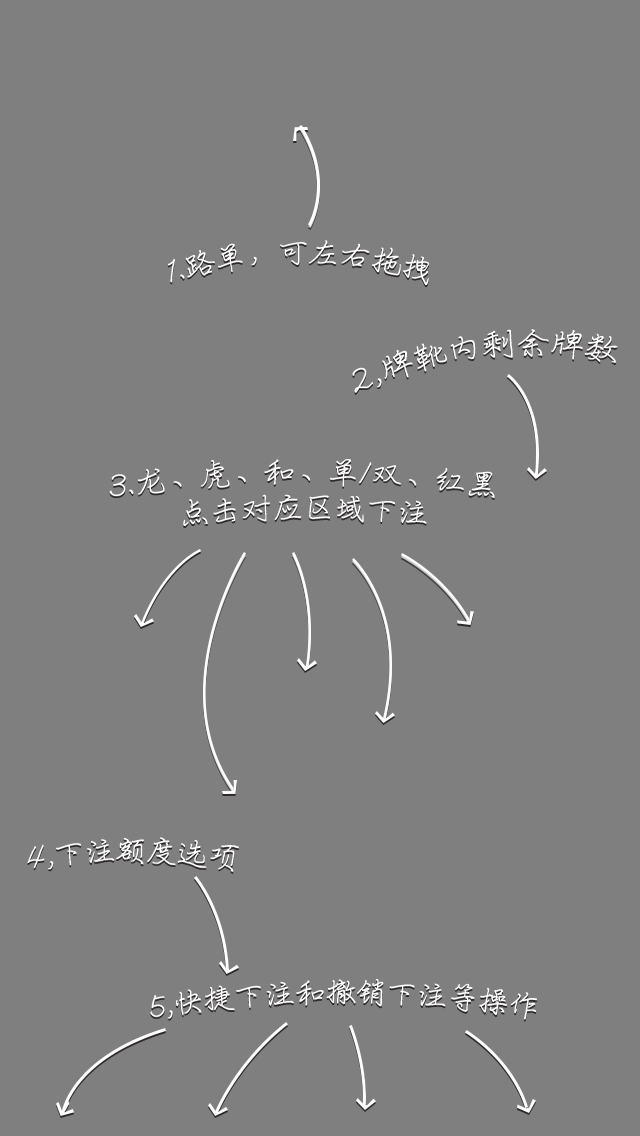 1.路单，可左右拖拽
2,牌靴内剩余牌数
3.龙、虎、和、单/双、红黑
点击对应区域下注
4,下注额度选项
5,快捷下注和撤销下注等操作